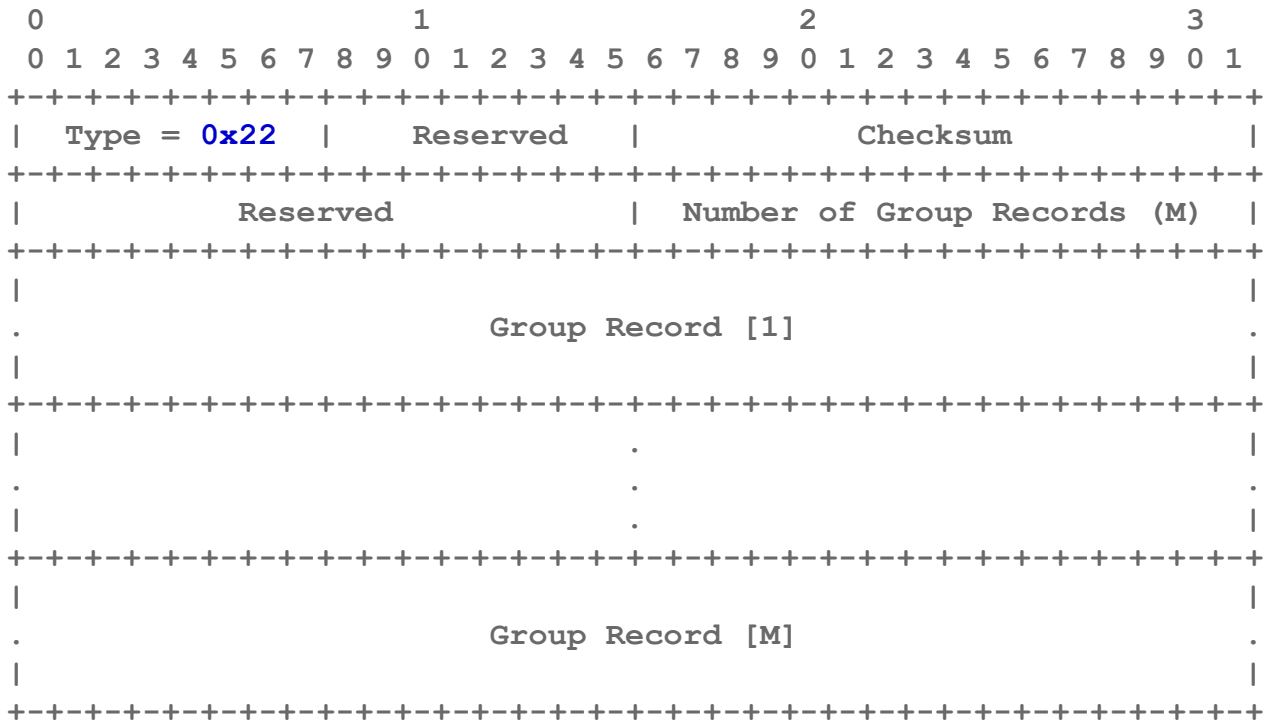 0                   1                   2                   3
 0 1 2 3 4 5 6 7 8 9 0 1 2 3 4 5 6 7 8 9 0 1 2 3 4 5 6 7 8 9 0 1
+-+-+-+-+-+-+-+-+-+-+-+-+-+-+-+-+-+-+-+-+-+-+-+-+-+-+-+-+-+-+-+-+
|  Type = 0x22  |    Reserved   |           Checksum            |
+-+-+-+-+-+-+-+-+-+-+-+-+-+-+-+-+-+-+-+-+-+-+-+-+-+-+-+-+-+-+-+-+
|           Reserved            |  Number of Group Records (M)  |
+-+-+-+-+-+-+-+-+-+-+-+-+-+-+-+-+-+-+-+-+-+-+-+-+-+-+-+-+-+-+-+-+
|                                                               |
.                        Group Record [1]                       .
|                                                               |
+-+-+-+-+-+-+-+-+-+-+-+-+-+-+-+-+-+-+-+-+-+-+-+-+-+-+-+-+-+-+-+-+
|                               .                               |
.                               .                               .
|                               .                               |
+-+-+-+-+-+-+-+-+-+-+-+-+-+-+-+-+-+-+-+-+-+-+-+-+-+-+-+-+-+-+-+-+
|                                                               |
.                        Group Record [M]                       .
|                                                               |
+-+-+-+-+-+-+-+-+-+-+-+-+-+-+-+-+-+-+-+-+-+-+-+-+-+-+-+-+-+-+-+-+